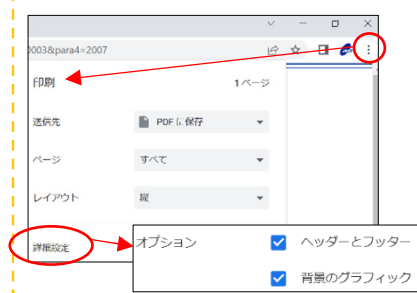 0003&para4=2007
印刷 1 ページ
送信先 PDF に保存
ページ すべて
レイアウト 縦
詳細設定
オプション ヘッダーとフッター
背景のグラフィック